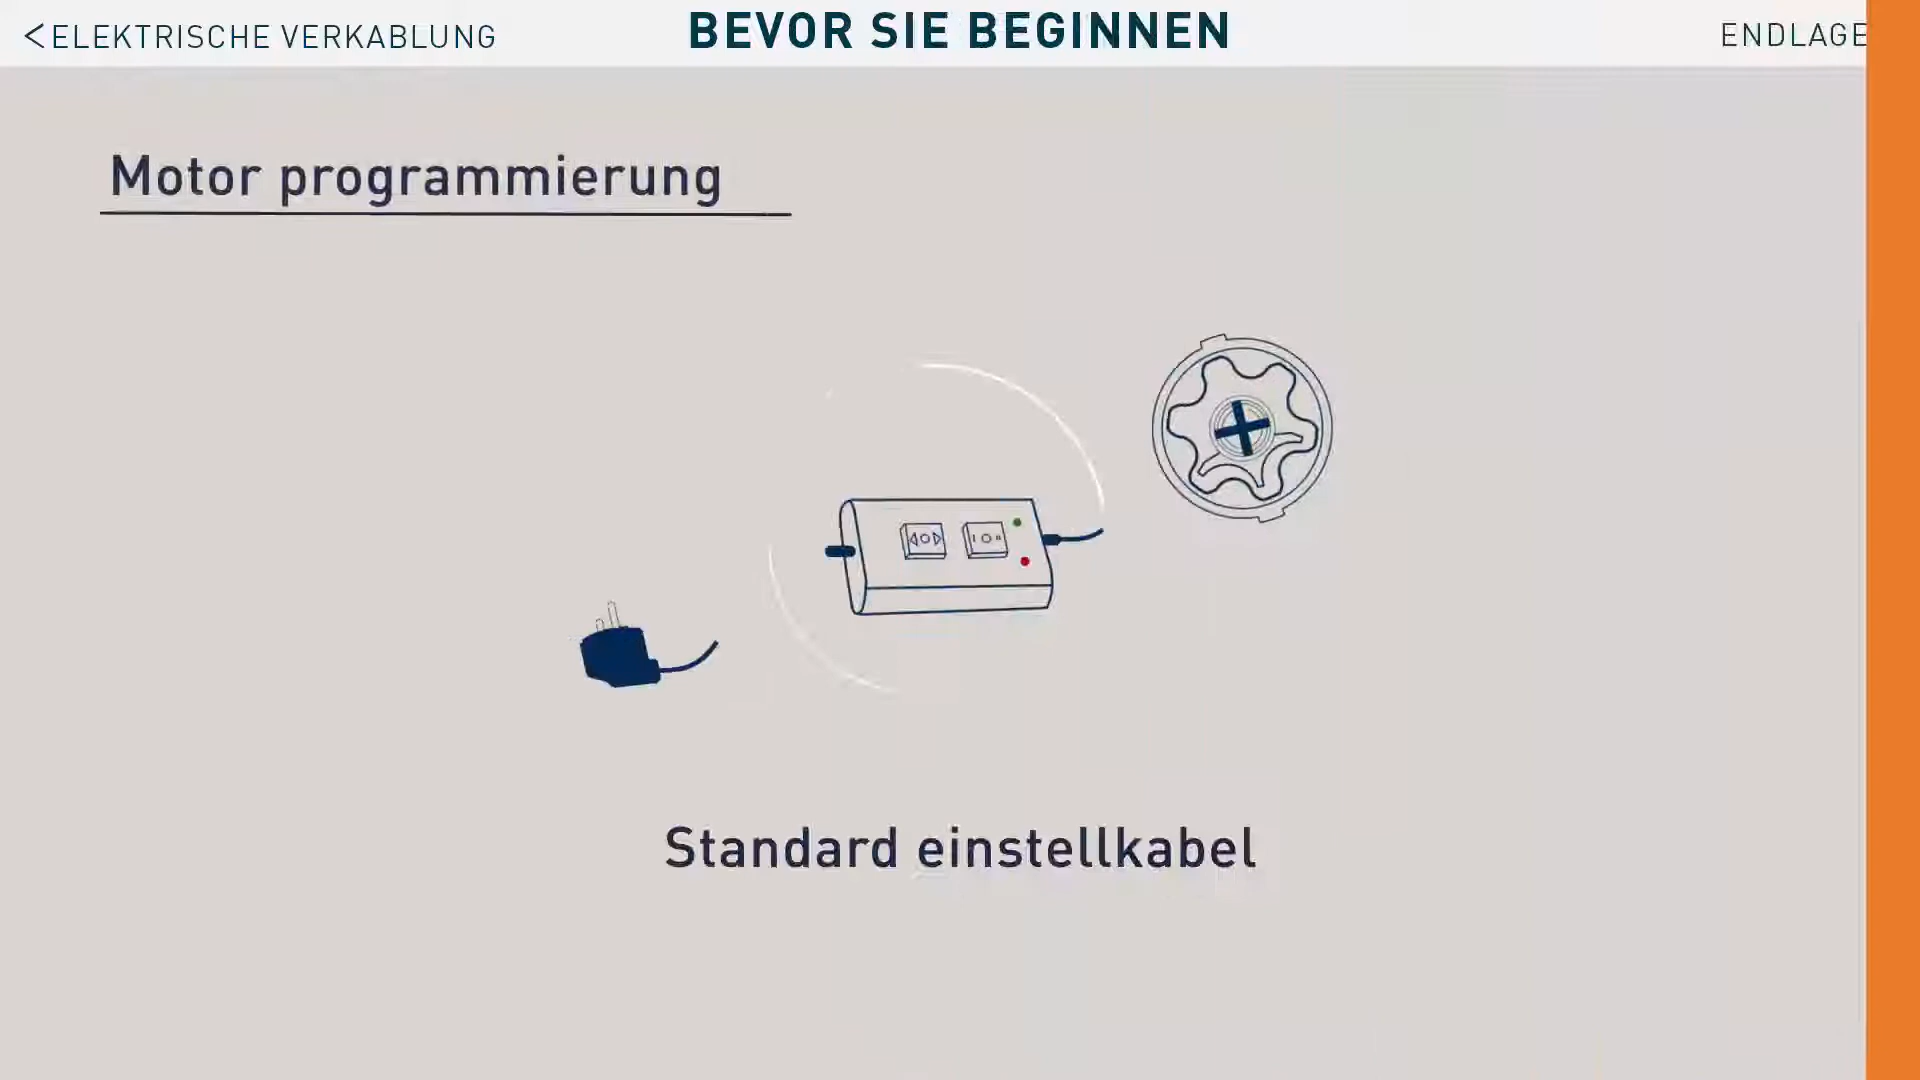 <ELEKTRISCHE VERKABLUNG
BEVOR SIE BEGINNEN
ENDLAGE
Motor programmierung
Standard einstellkabel